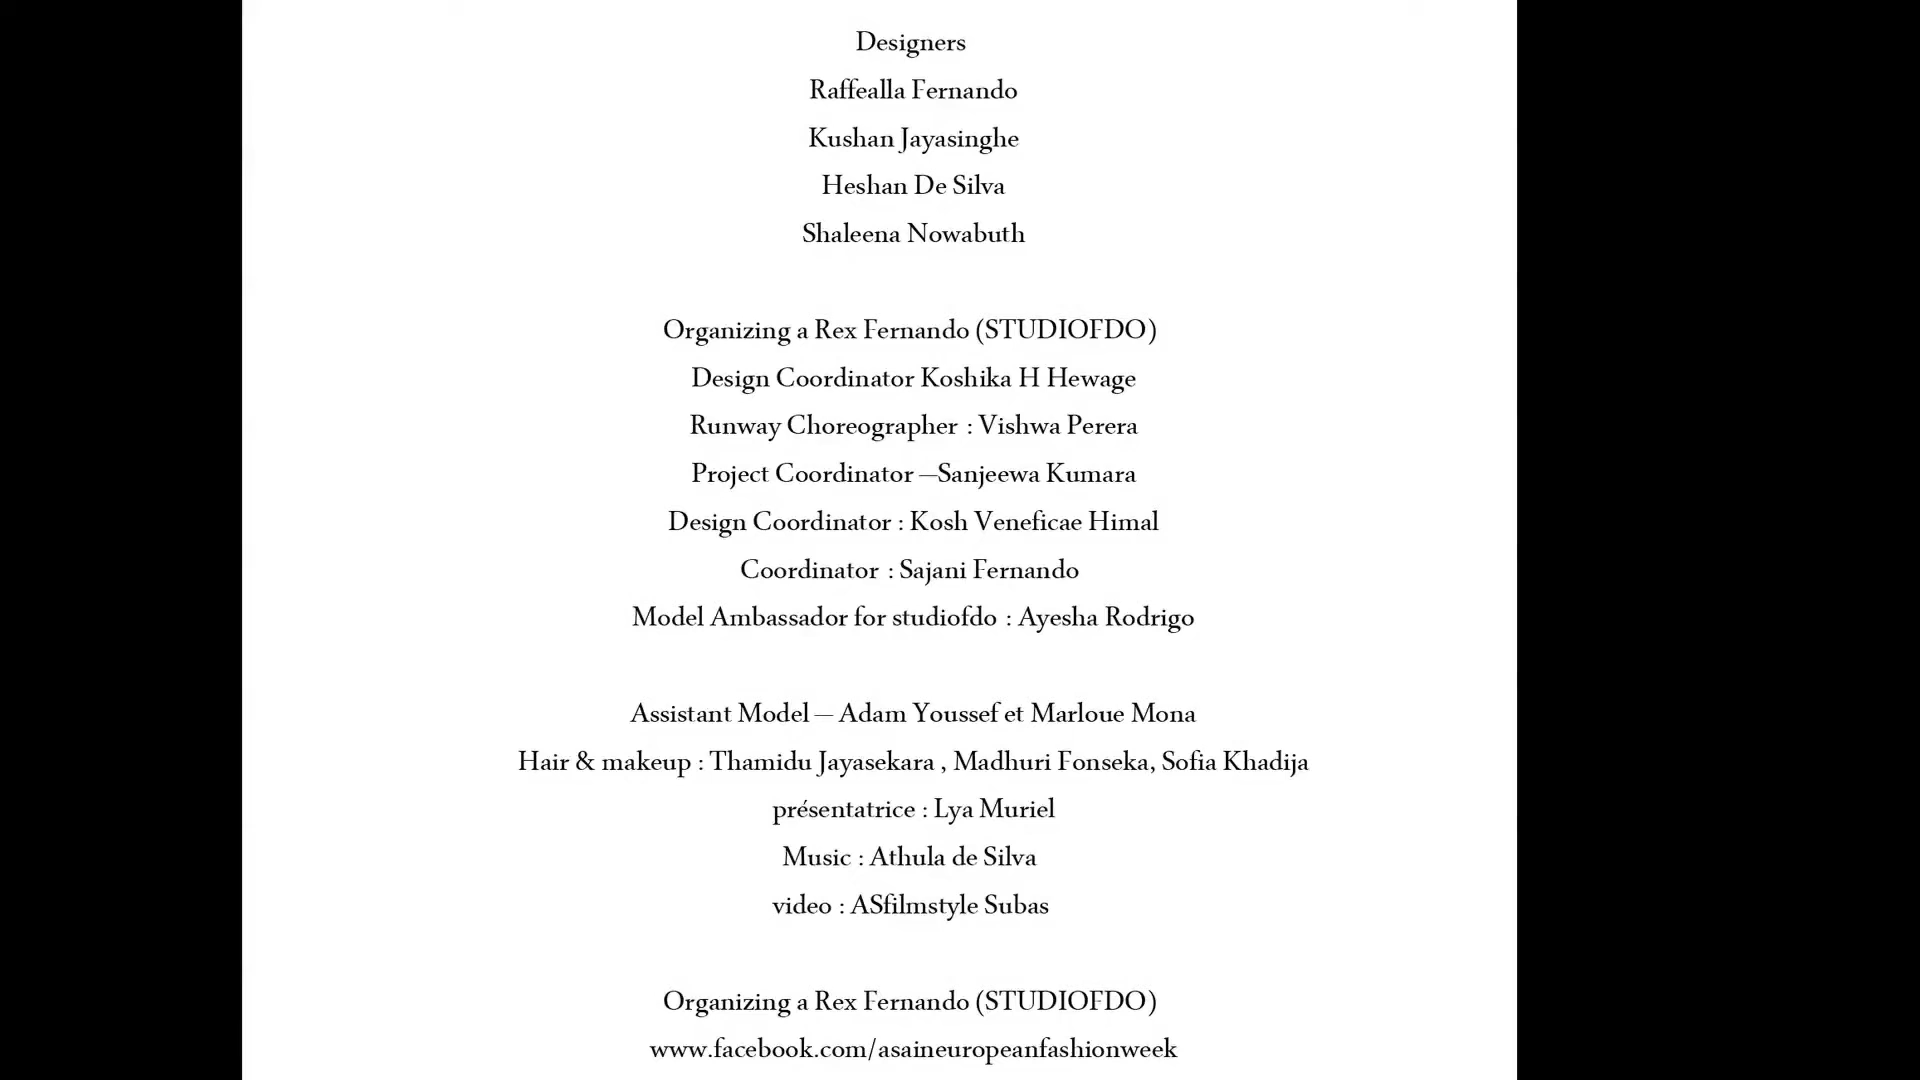 Designers
Raffealla Fernando
Kushan Jayasinghe
Heshan De Silva
Shaleena Nowabuth
Organizing a Rex Fernando (STUDIOFDO)
Design Coordinator Koshika H Hewage
Runway Choreographer : Vishwa Perera
Project Coordinator –Sanjeewa Kumara
Design Coordinator : Kosh Veneficae Himal
Coordinator : Sajani Fernando
Model Ambassador for studiofdo : Ayesha Rodrigo
Assistant Model – Adam Youssef et Marloue Mona
Hair & makeup : Thamidu Jayasekara , Madhuri Fonseka, Sofia Khadija
présentatrice : Lya Muriel
Music : Athula de Silva
video : ASfilmstyle Subas
Organizing a Rex Fernando (STUDIOFDO)
www.facebook.com/asaineuropeanfashionweek